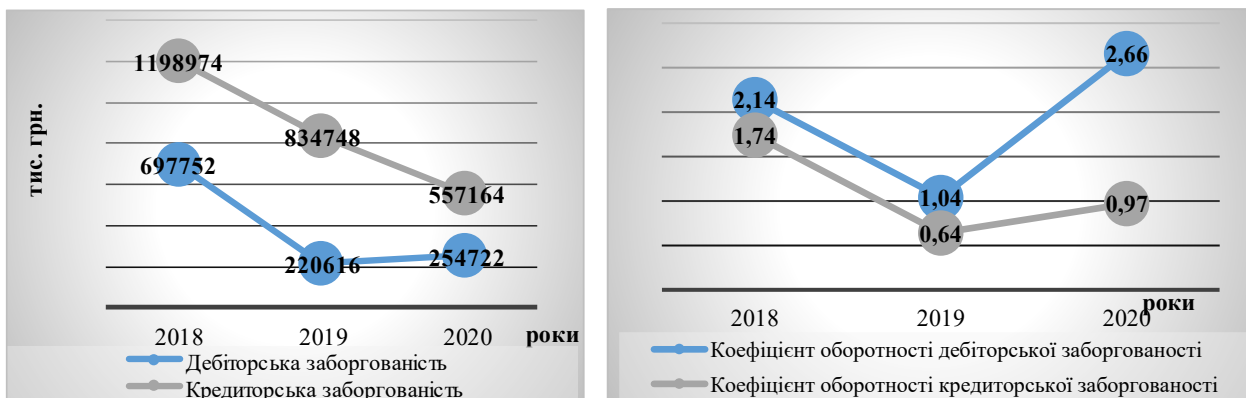 тис. грн.
1198974
834748
697752
557164
220616
254722
2018
2019
2020
роки
Дебіторська заборгованість
Кредиторська заборгованість
2,66
2,14
1,74
1,04
0,97
0,64
роки
2018
2019
2020
Коефіцієнт оборотності дебіторської заборгованості
Коефіцієнт оборотності кредиторської заборгованості